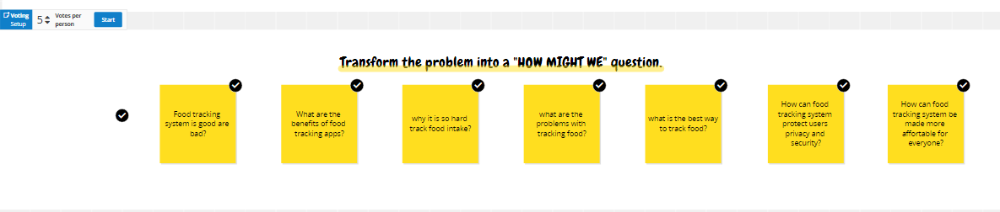 Voting
Setup
5
Votes per
person
Start
Transform the problem into a "HOW MIGHT WE" question.
Food tracking
system is good are
bad?
What are the
benefits of food
tracking apps?
why it is so hard
track food intake?
what are the
problems with
tracking food?
what is the best way
to track food?
How can food
tracking system
protect users
privacy and
security?
How can food
tracking system be
made more
affortable for
everyone?